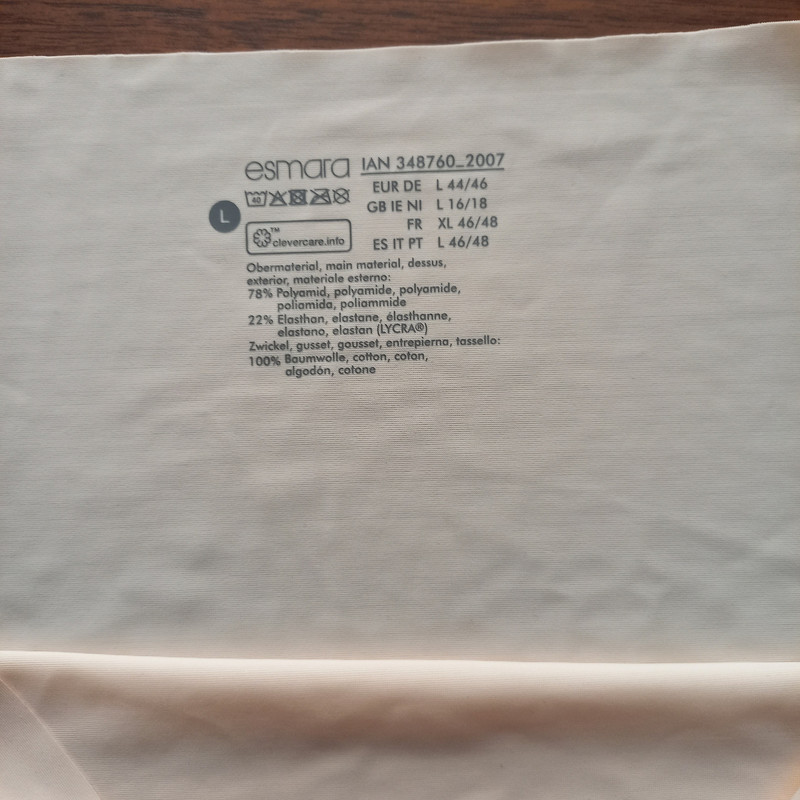 esmara
IAN 348760_2007
40
L
™
clevercare.info
EUR DE L 44/46
GB IE NI L 16/18
FR XL 46/48
ES IT PT L 46/48
Obermaterial, main material, dessus,
exterior, materiale esterno:
78% Polyamid, polyamide, polyamide,
poliamida, poliammide
22% Elasthan, elastane, élasthanne,
elastano, elastan (LYCRA®)
Zwickel, gusset, gousset, entrepierna, tassello:
100% Baumwolle, cotton, coton,
algodón, cotone